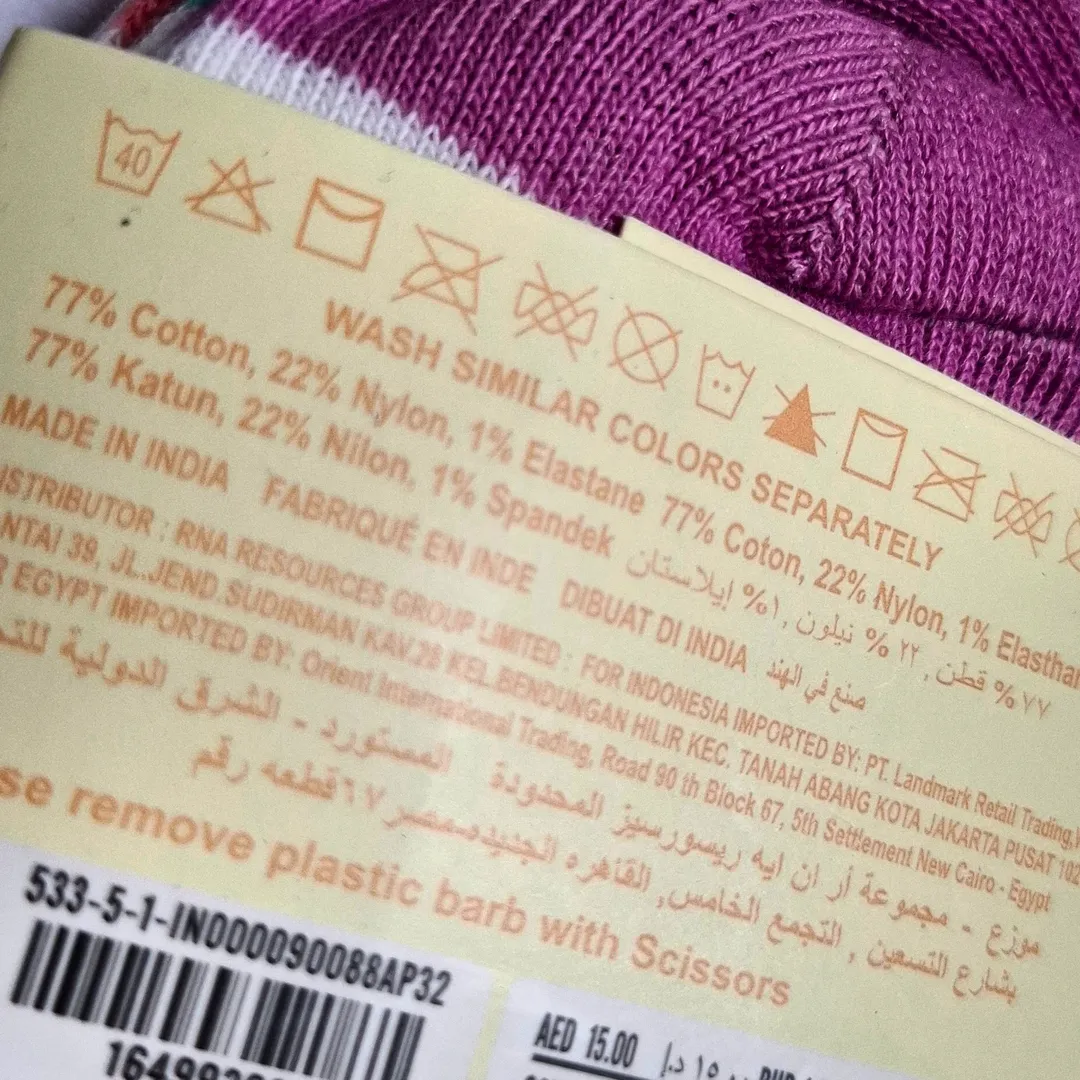 40
WASH SIMILAR COLORS SEPARATELY
77% Cotton, 22% Nylon, 1% Elastane 77% Coton, 22% Nylon, 1% Elasthan
77% Katun, 22% Nilon, 1% Spandek ٧٧% قطن , ٢٢ % نيلون ,١% إيلاستان
MADE IN INDIA FABRIQUÉ EN INDE DIBUAT DI INDIA صنع في الهند
ISTRIBUTOR : RNA RESOURCES GROUP LIMITED : FOR INDONESIA IMPORTED BY: PT. Landmark Retail Trading,
NTAI 39, JL.JEND.SUDIRMAN KAV.28 KEL.BENDUNGAN HILIR KEC. TANAH ABANG KOTA JAKARTA PUSAT 102
R EGYPT IMPORTED BY: Orient International Trading, Road 90 th Block 67, 5th Settlement New Cairo - Egypt
موزع - مجموعة أر ان ايه ريسورسيز المحدودة المستورد - الشرق الدولية للت
بشارع التسعين , التجمع الخامس, القاهره الجديده-مصر ٦٧ قطعه رقم
se remove plastic barb with Scissors
533-5-1-IN000090088AP32
AED 15.00 ١٥ د.إ